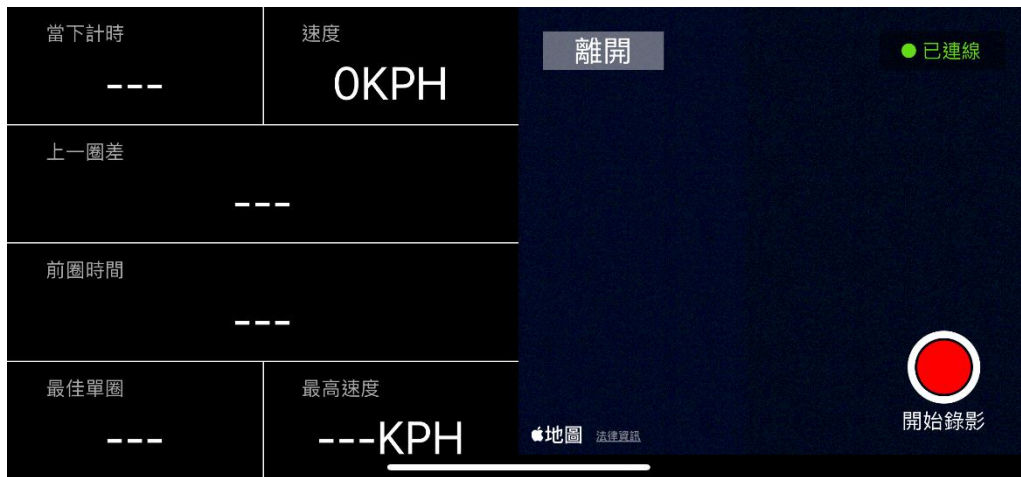 當下計時
---
速度
0KPH
上一圈差
---
前圈時間
---
最佳單圈
---
最高速度
---KPH
離開
已連線
開始錄影
地圖 法律資訊